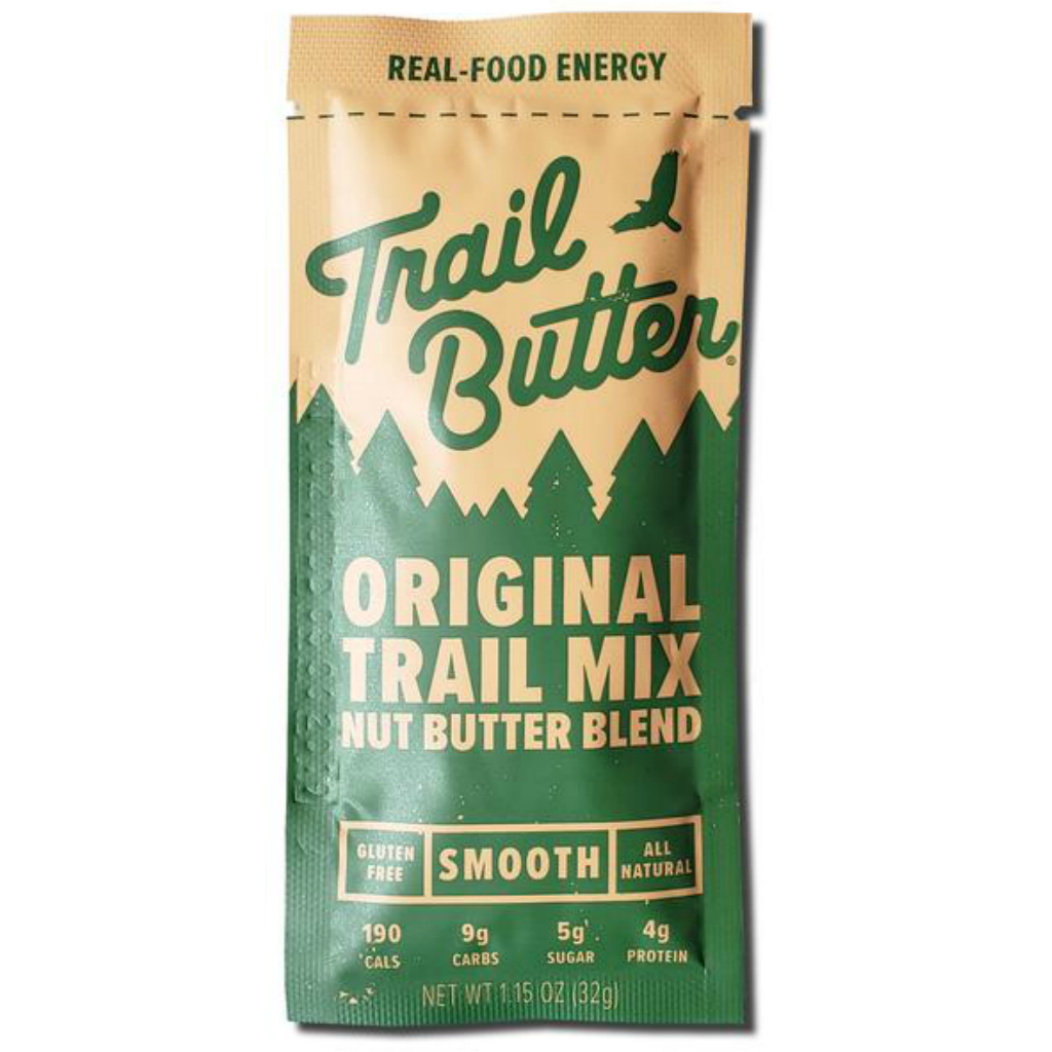 REAL-FOOD ENERGY
Trail
Butter®
ORIGINAL
TRAIL MIX
NUT BUTTER BLEND
GLUTEN
FREE
SMOOTH
ALL
NATURAL
190 9g 5g 4g
CALS CARBS SUGAR PROTEIN
NET WT 1.15 OZ (32g)